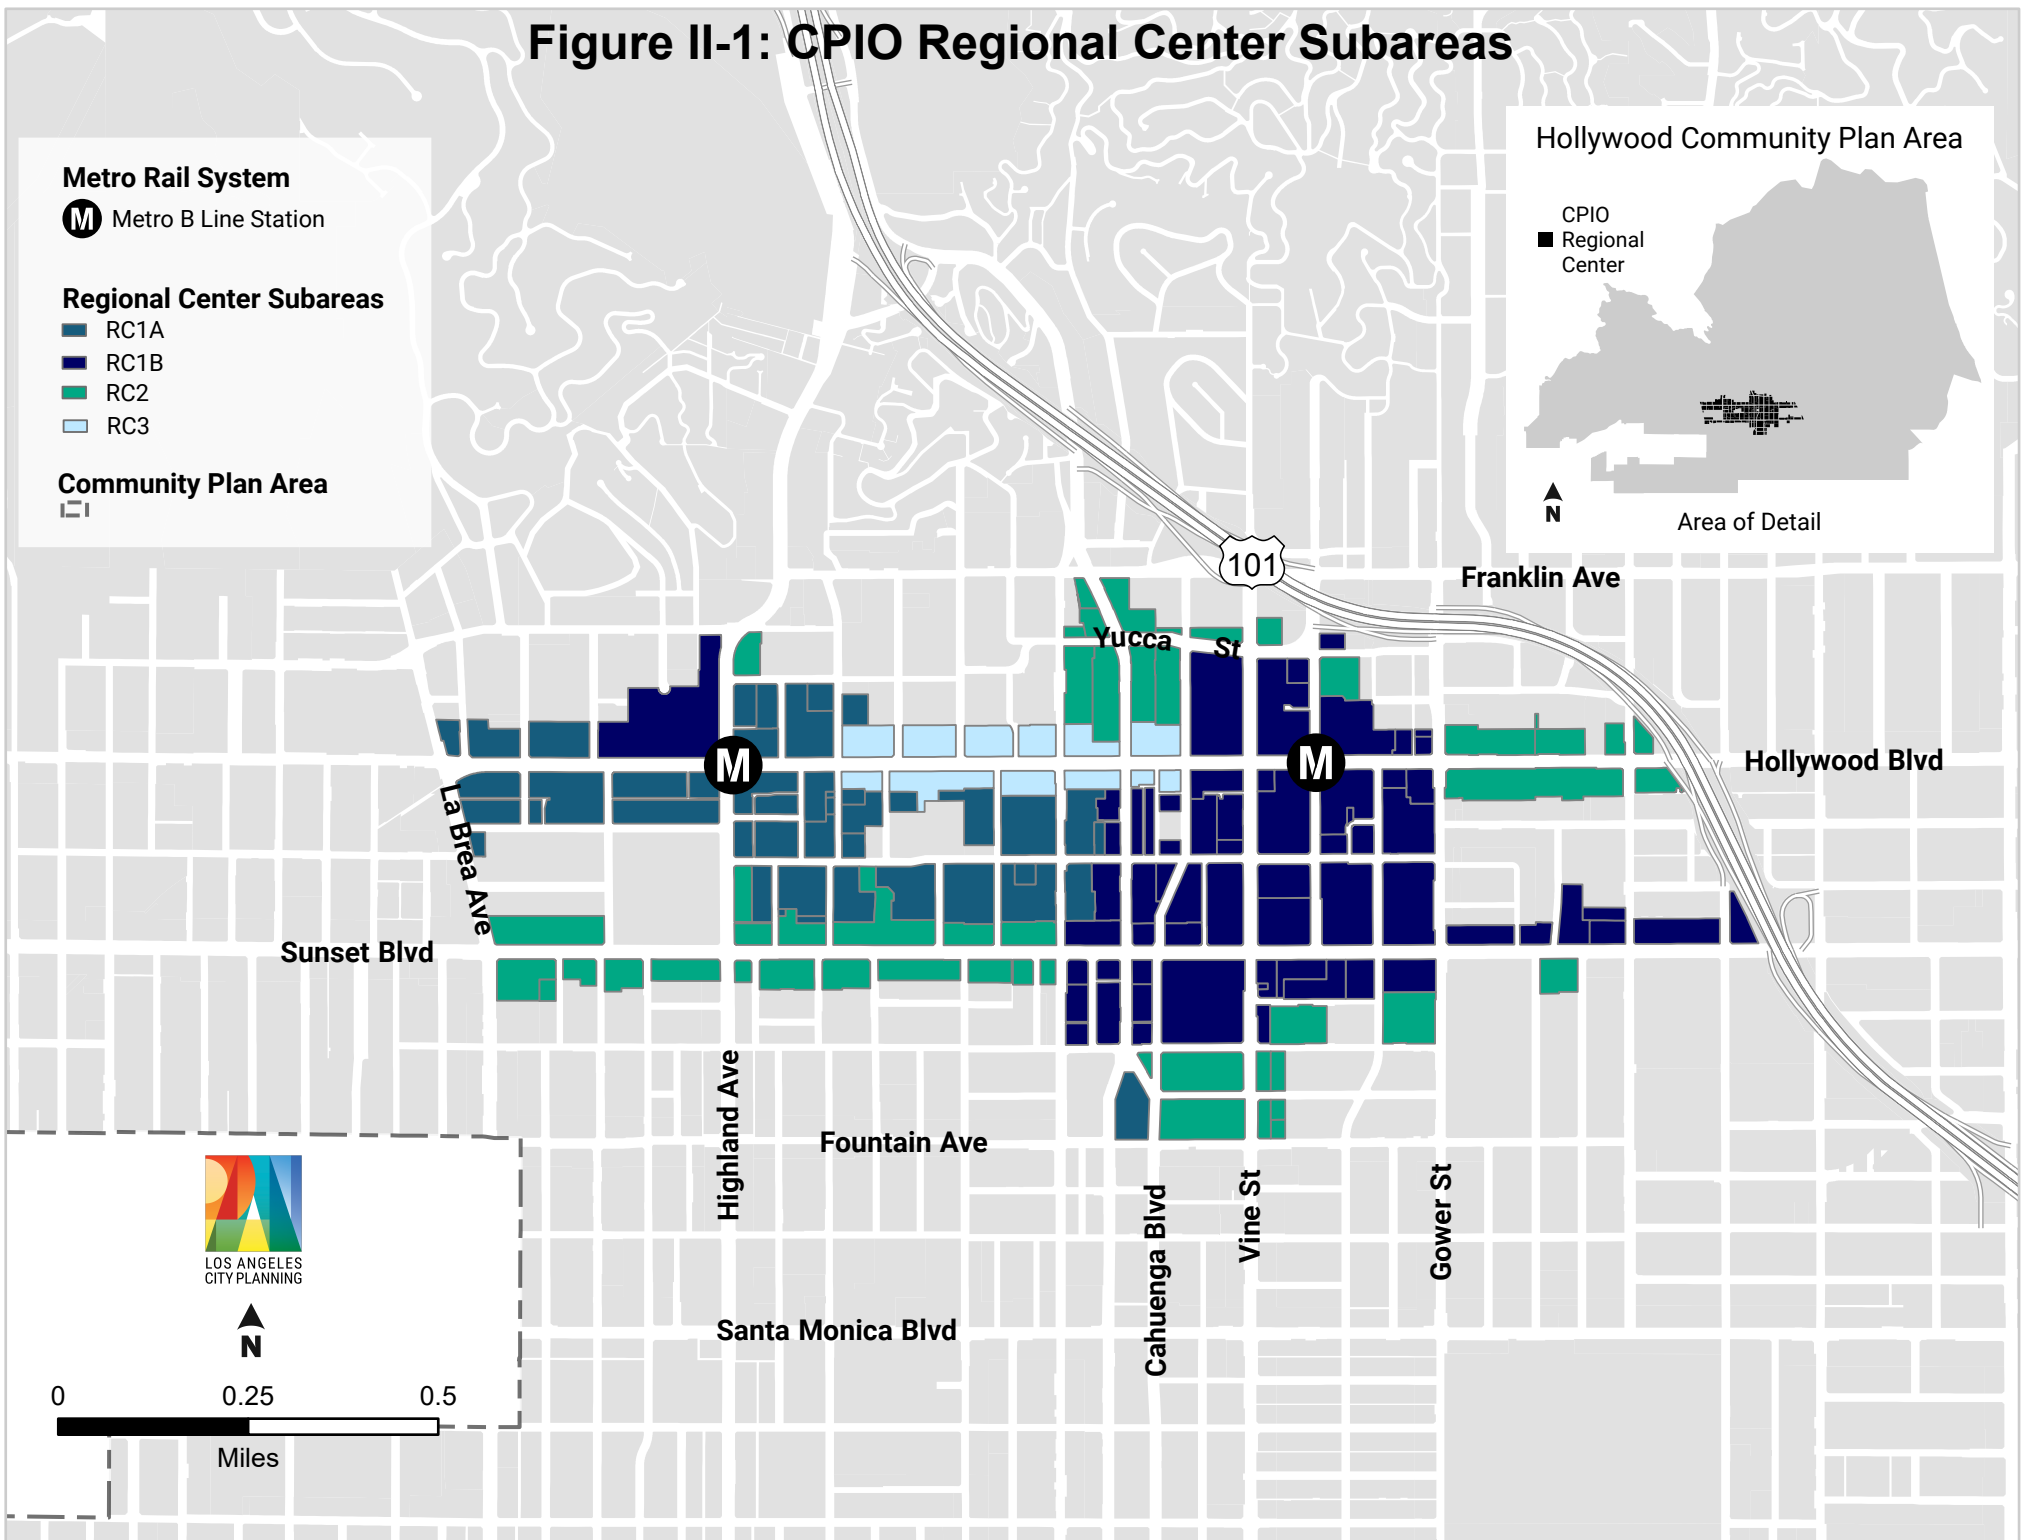 Figure II-1: CPIO Regional Center Subareas
Metro Rail System
M Metro B Line Station
Regional Center Subareas
RC1A
RC1B
RC2
RC3
Community Plan Area
Hollywood Community Plan Area
CPIO
Regional
Center
N
Area of Detail
101
Franklin Ave
Yucca St
M
M
Hollywood Blvd
La Brea Ave
Sunset Blvd
Highland Ave
Fountain Ave
Cahuenga Blvd
Vine St
Gower St
Santa Monica Blvd
LOS ANGELES
CITY PLANNING
N
0 0.25 0.5
Miles